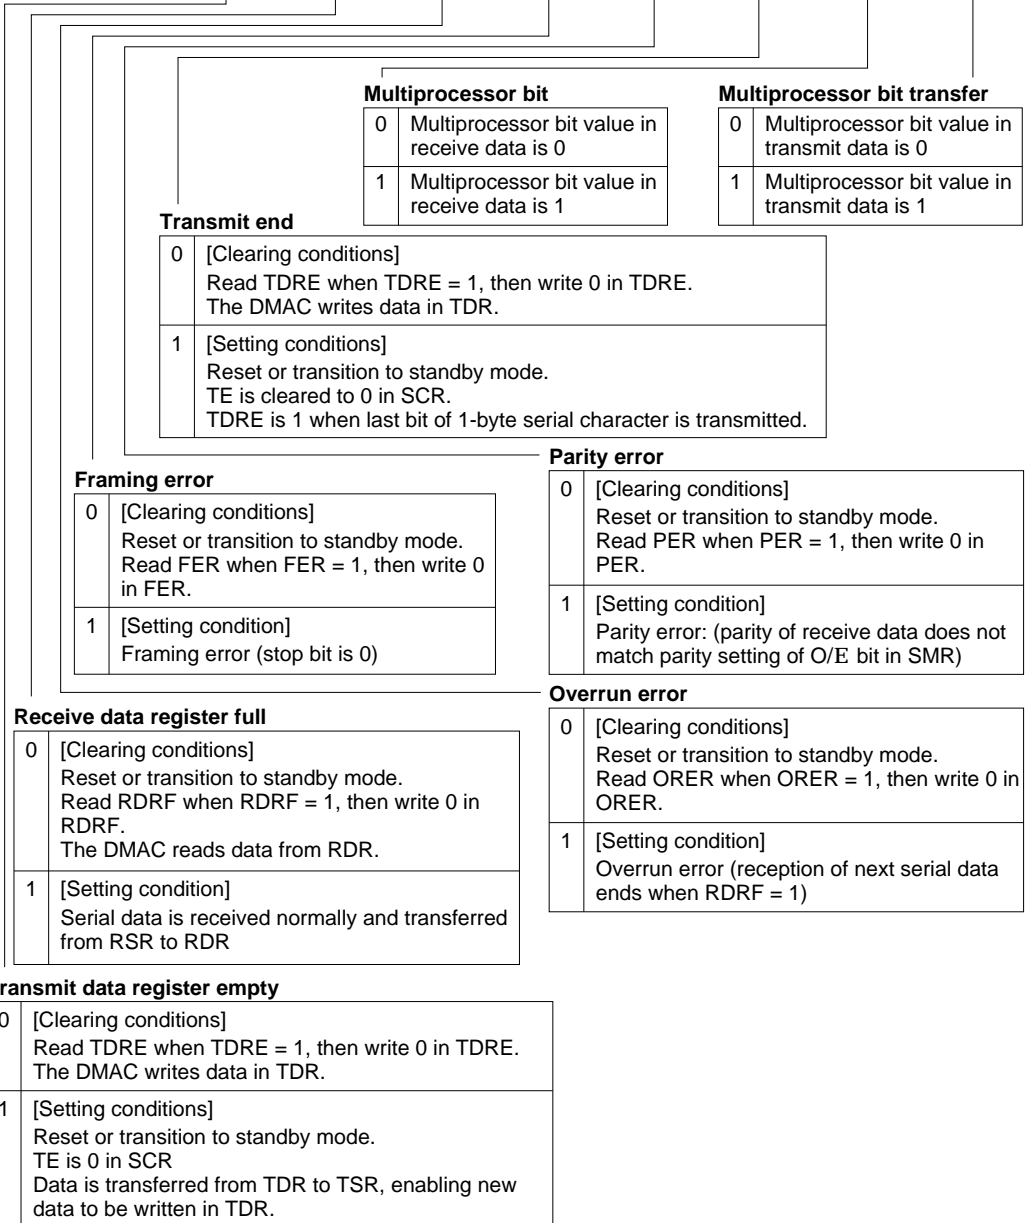 Multiprocessor bit
0 Multiprocessor bit value in
receive data is 0
1 Multiprocessor bit value in
receive data is 1
Multiprocessor bit transfer
0 Multiprocessor bit value in
transmit data is 0
1 Multiprocessor bit value in
transmit data is 1
Transmit end
0 [Clearing conditions]
Read TDRE when TDRE = 1, then write 0 in TDRE.
The DMAC writes data in TDR.
1 [Setting conditions]
Reset or transition to standby mode.
TE is cleared to 0 in SCR.
TDRE is 1 when last bit of 1-byte serial character is transmitted.
Framing error
0 [Clearing conditions]
Reset or transition to standby mode.
Read FER when FER = 1, then write 0
in FER.
1 [Setting condition]
Framing error (stop bit is 0)
Parity error
0 [Clearing conditions]
Reset or transition to standby mode.
Read PER when PER = 1, then write 0 in
PER.
1 [Setting condition]
Parity error: (parity of receive data does not
match parity setting of O/E bit in SMR)
Receive data register full
0 [Clearing conditions]
Reset or transition to standby mode.
Read RDRF when RDRF = 1, then write 0 in
RDRF.
The DMAC reads data from RDR.
1 [Setting condition]
Serial data is received normally and transferred
from RSR to RDR
Overrun error
0 [Clearing conditions]
Reset or transition to standby mode.
Read ORER when ORER = 1, then write 0 in
ORER.
1 [Setting condition]
Overrun error (reception of next serial data
ends when RDRF = 1)
ransmit data register empty
0 [Clearing conditions]
Read TDRE when TDRE = 1, then write 0 in TDRE.
The DMAC writes data in TDR.
1 [Setting conditions]
Reset or transition to standby mode.
TE is 0 in SCR
Data is transferred from TDR to TSR, enabling new
data to be written in TDR.